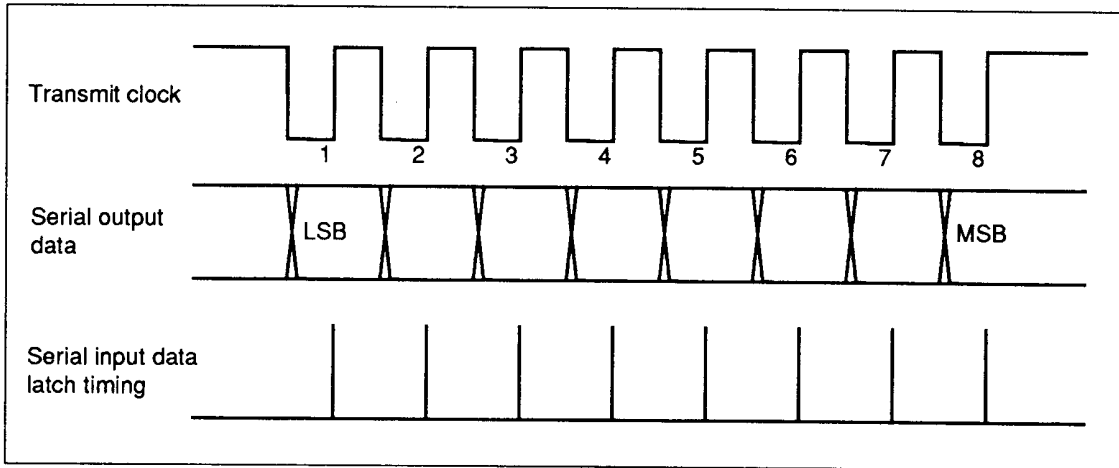 Transmit clock
1 2 3 4 5 6 7 8
Serial output
data
LSB
MSB
Serial input data
latch timing